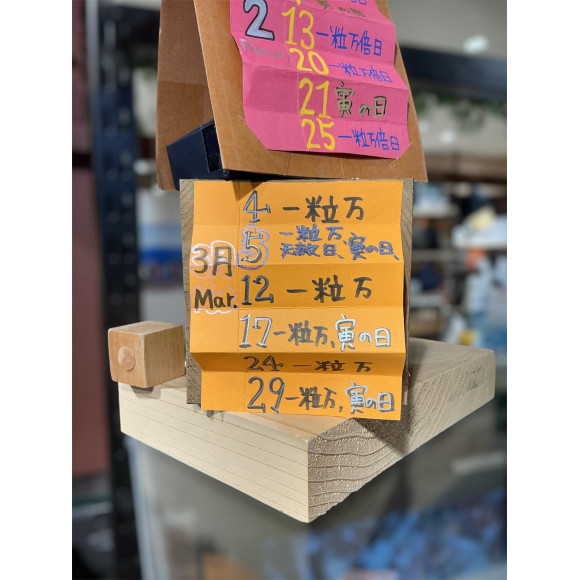 2
13 一粒万倍日
20 一粒万倍日
21 寅の日
25 一粒万倍日
3月
Mar.
4 一粒万
5 一粒万、
天赦日、寅の日、
12 一粒万
17 一粒万、寅の日
24 一粒万
29 一粒万、寅の日